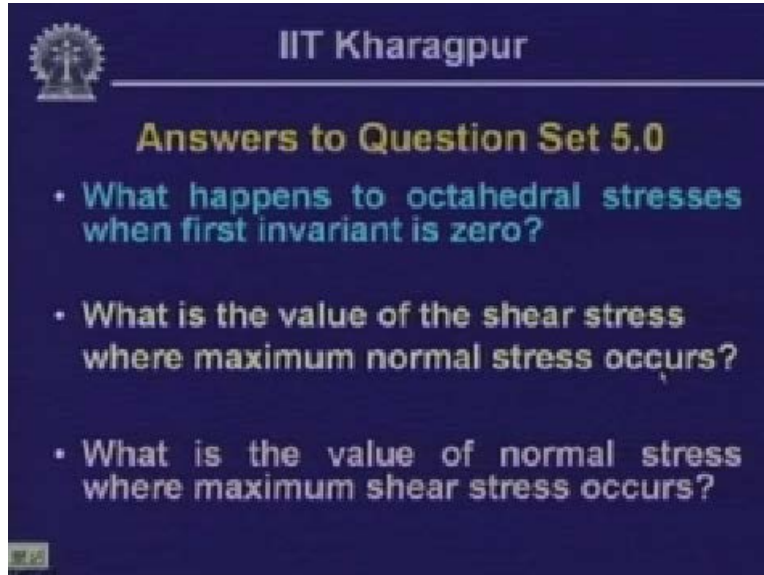 IIT Kharagpur
Answers to Question Set 5.0
• What happens to octahedral stresses
when first invariant is zero?
• What is the value of the shear stress
where maximum normal stress occurs?
• What is the value of normal stress
where maximum shear stress occurs?